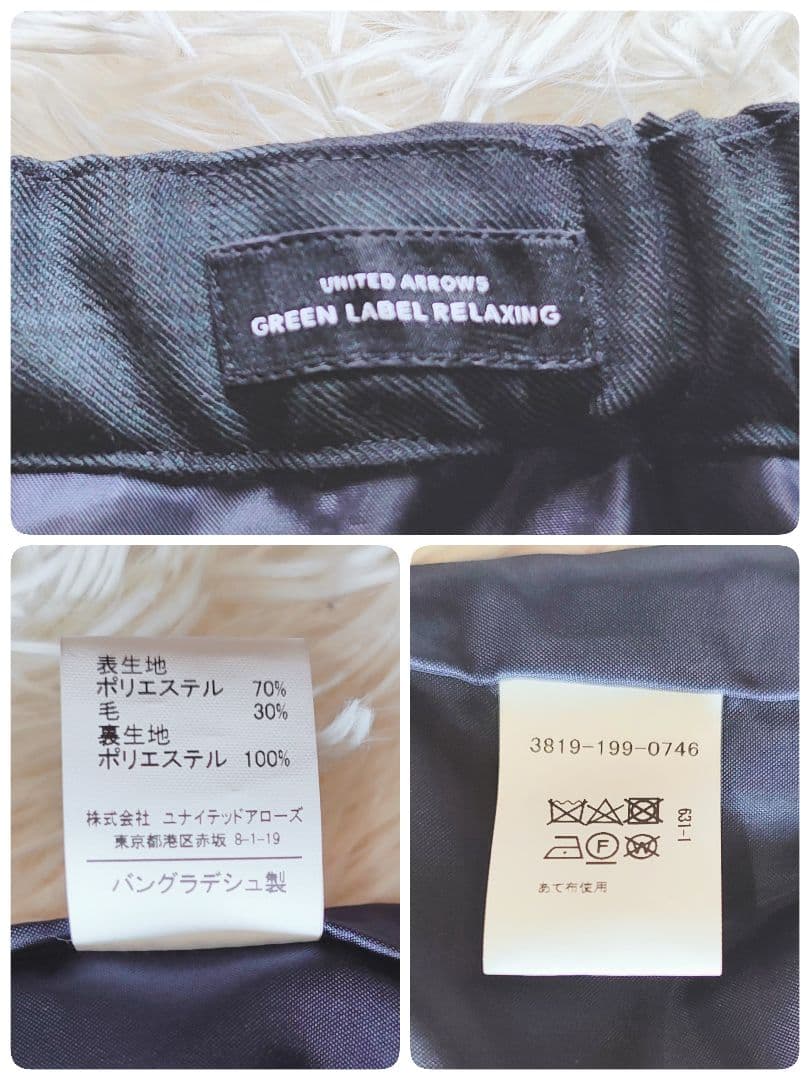 UNITED ARROWS
GREEN LABEL RELAXING
表生地
ポリエステル 70%
毛 30%
裏生地
ポリエステル 100%
株式会社 ユナイテッドアローズ
東京都港区赤坂 8-1-19
バングラデシュ製
3819-199-0746
631-1
F
W
あて布使用